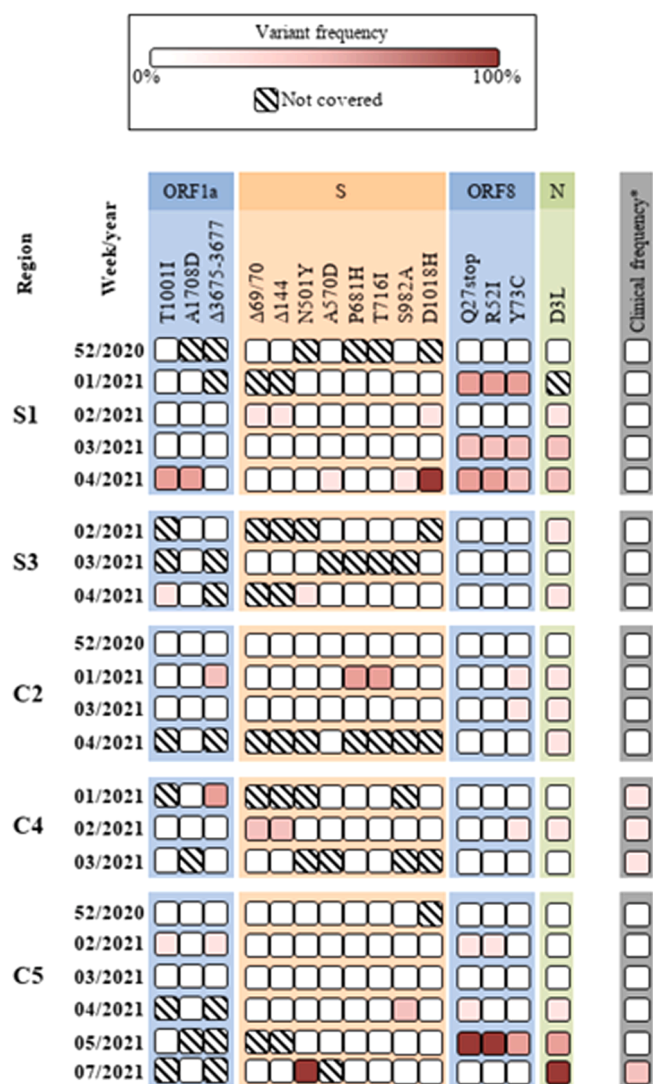 Variant frequency
0% 100%
Not covered
ORF1a S ORF8 N
Region Week/year T1001I A1708D Δ3675-3677 Δ69/70 Δ144 N501Y A570D P681H T716I S982A D1018H Q27stop R52I Y73C D3L Clinical frequency*
52/2020
01/2021
S1 02/2021
03/2021
04/2021
02/2021
S3 03/2021
04/2021
52/2020
01/2021
C2
03/2021
04/2021
01/2021
C4 02/2021
03/2021
52/2020
02/2021
C5 03/2021
04/2021
05/2021
07/2021